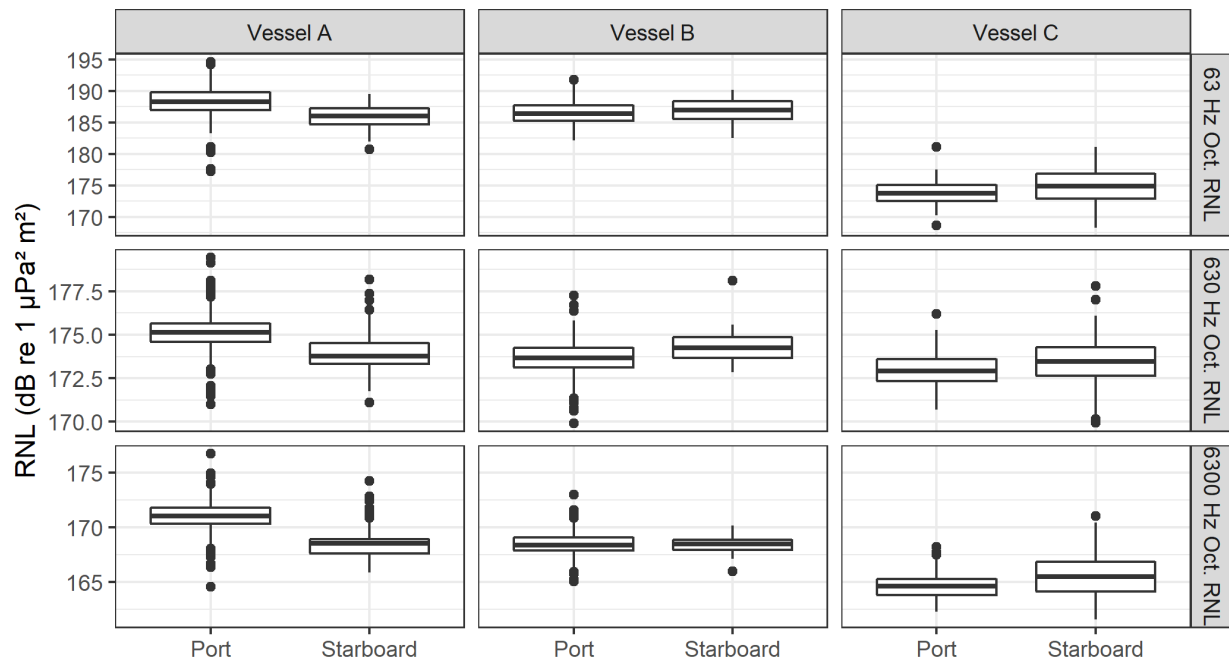 Vessel A
Vessel B
Vessel C
RNL (dB re 1 µPa² m²)
195
190
185
180
175
170
63 Hz Oct. RNL
177.5
175.0
172.5
170.0
630 Hz Oct. RNL
175
170
165
6300 Hz Oct. RNL
Port
Starboard
Port
Starboard
Port
Starboard